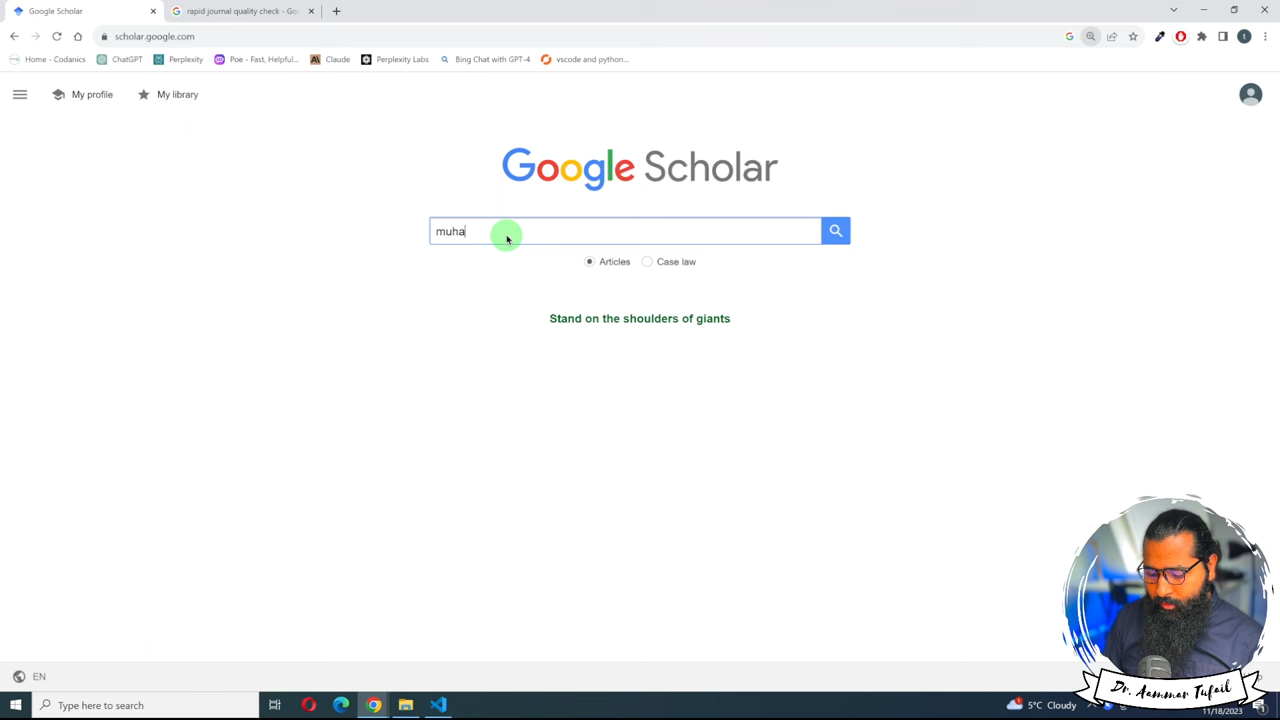 Google Scholar
rapid journal quality check - Goo
scholar.google.com
Home - Codanics
ChatGPT
Perplexity
Poe - Fast, Helpful...
Claude
Perplexity Labs
Bing Chat with GPT-4
vscode and python...
My profile
My library
Google Scholar
muha
Articles
Case law
Stand on the shoulders of giants
EN
Type here to search
5°C Cloudy
11/18/2023
Dr. Aammar Tufail